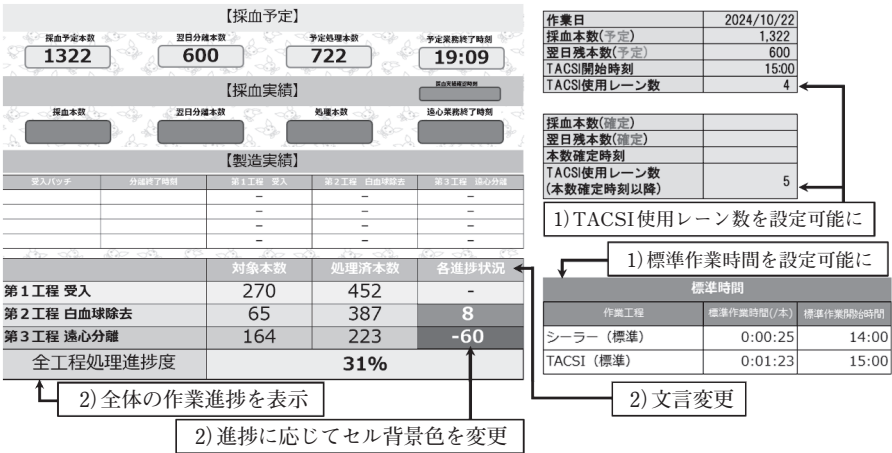 【採血予定】
採血予定本数 翌日分離本数 予定処理本数 予定業務終了時刻
1322 600 722 19:09
【採血実績】
採血実績確定時刻
採血本数 翌日分離本数 処理本数 遠心業務終了時刻
【製造実績】
受入バッチ 分離終了時刻 第1工程 受入 第2工程 白血球除去 第3工程 遠心分離
– – –
– – –
– – –
– – –
対象本数 処理済本数 各進捗状況
第1工程 受入 270 452 -
第2工程 白血球除去 65 387 8
第3工程 遠心分離 164 223 -60
全工程処理進捗度 31%
2)全体の作業進捗を表示
2)進捗に応じてセル背景色を変更
作業日 2024/10/22
採血本数(予定) 1,322
翌日残本数(予定) 600
TACSI開始時刻 15:00
TACSI使用レーン数 4
採血本数(確定)
翌日残本数(確定)
本数確定時刻
TACSI使用レーン数
(本数確定時刻以降) 5
1)TACSI使用レーン数を設定可能に
1)標準作業時間を設定可能に
標準時間
作業工程 標準作業時間(/本) 標準作業開始時間
シーラー（標準） 0:00:25 14:00
TACSI（標準） 0:01:23 15:00
2)文言変更